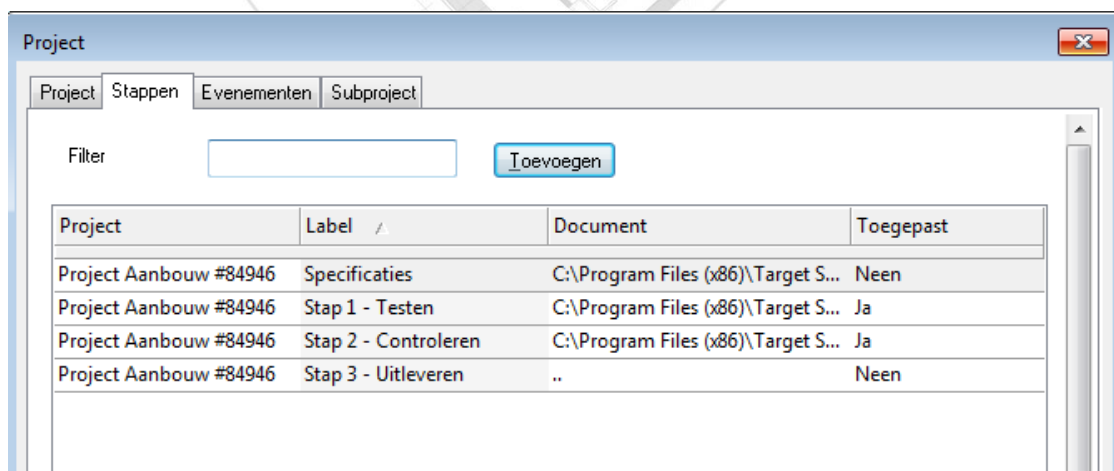 Project
Project Stappen Evenementen Subproject
Filter Toevoegen
Project Label Document Toegepast
Project Aanbouw #84946 Specificaties C:\Program Files (x86)\Target S... Neen
Project Aanbouw #84946 Stap 1 - Testen C:\Program Files (x86)\Target S... Ja
Project Aanbouw #84946 Stap 2 - Controleren C:\Program Files (x86)\Target S... Ja
Project Aanbouw #84946 Stap 3 - Uitleveren .. Neen